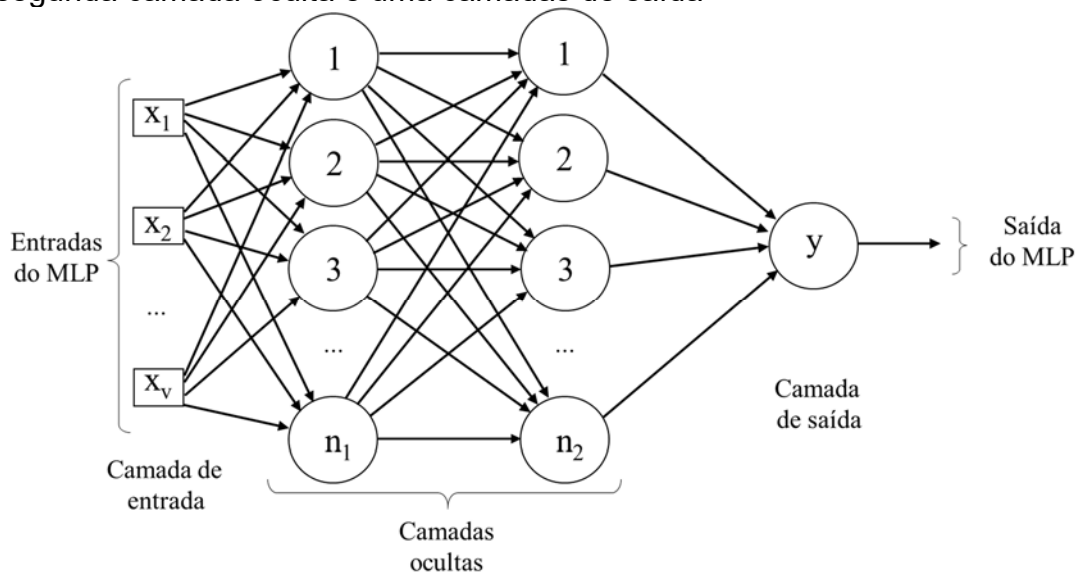 segunda camada oculta e uma camadas de saída
1
1
x₁
2
2
x₂
Entradas
do MLP
3
3
y
Saída
do MLP
...
...
...
xᵥ
n₁
n₂
Camada
de saída
Camada de
entrada
Camadas
ocultas